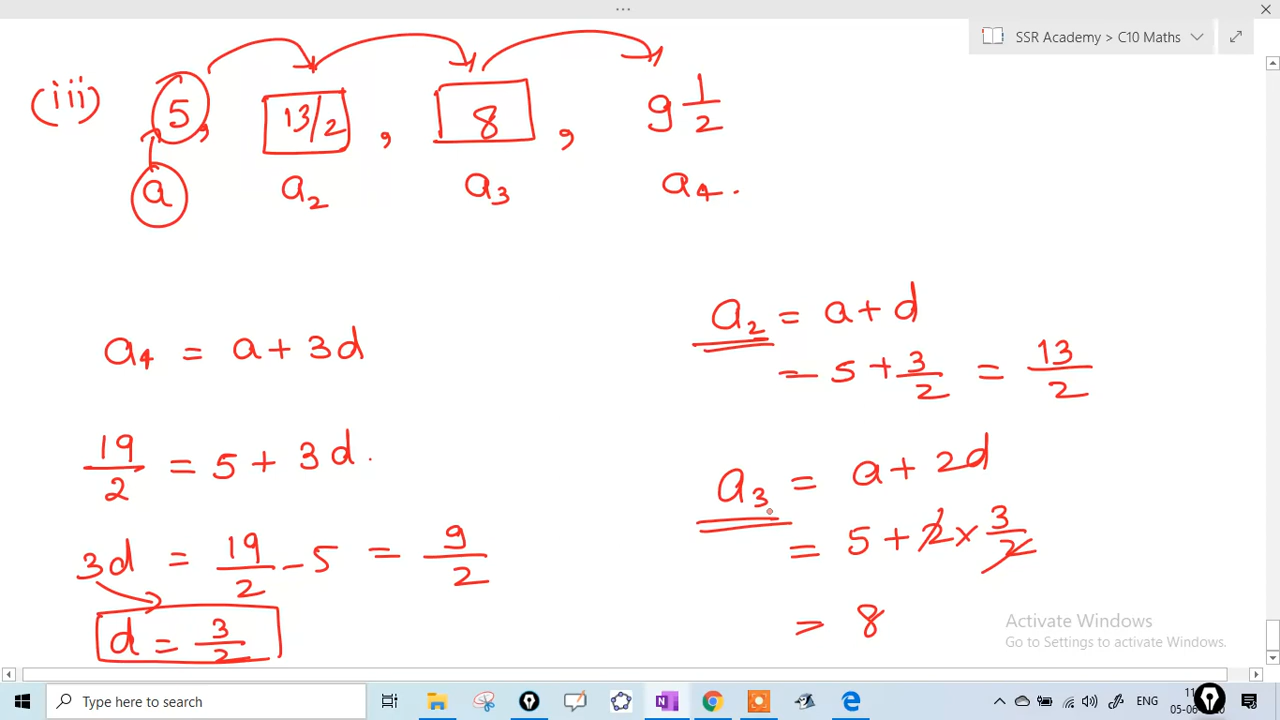 ...
SSR Academy > C10 Maths
(iii) 5, 13/2, 8, 9 1/2
a a2 a3 a4.
a4 = a + 3d
19/2 = 5 + 3d.
3d = 19/2 - 5 = 9/2
d = 3/2
a2 = a + d
= 5 + 3/2 = 13/2
a3 = a + 2d
= 5 + 2 × 3/2
= 8
Activate Windows
Go to Settings to activate Windows.
Type here to search